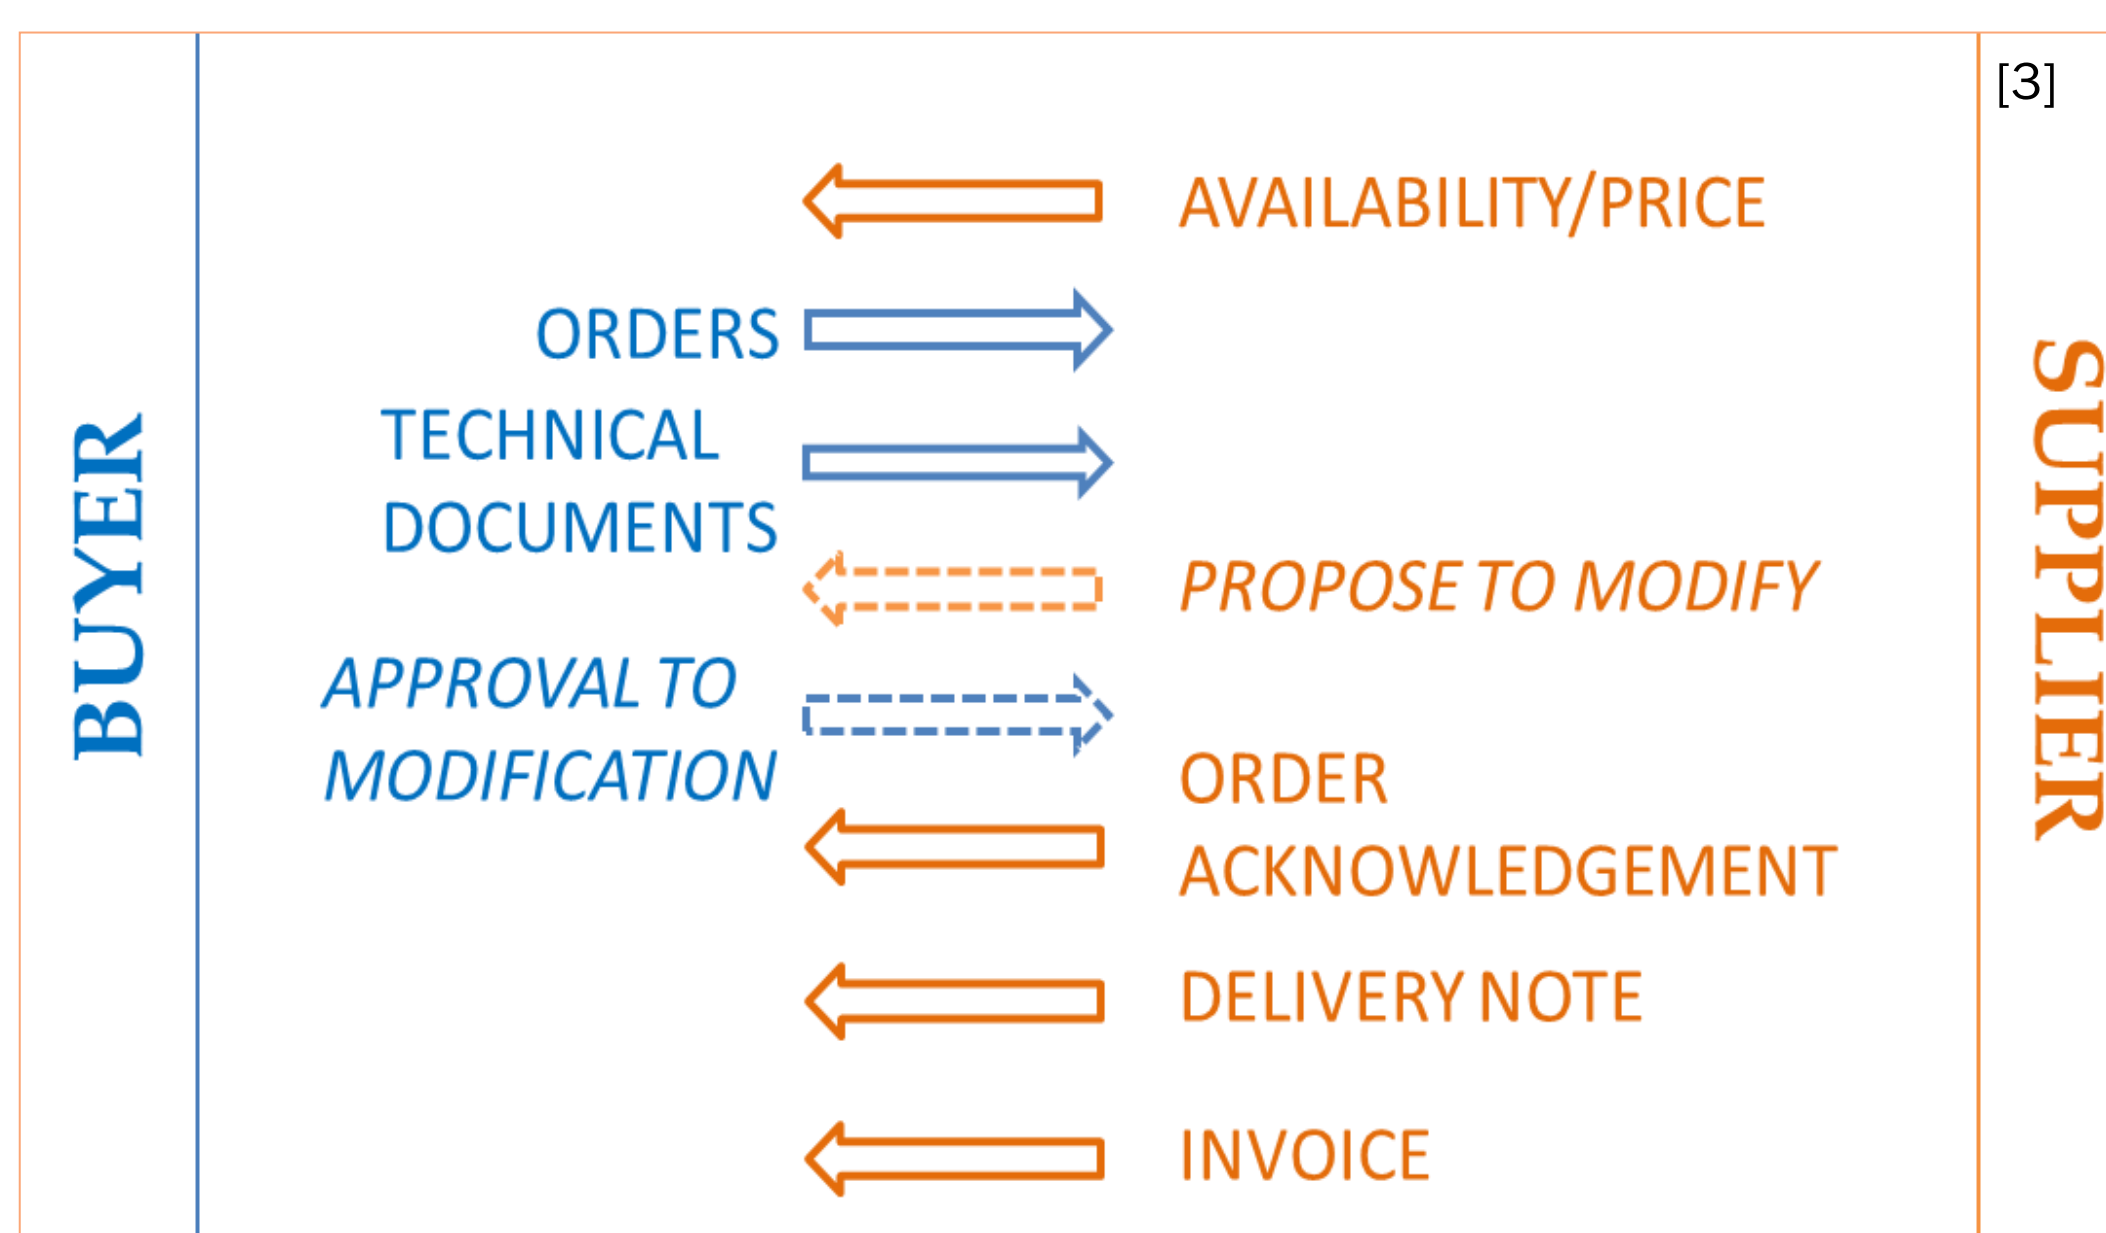 [3]
AVAILABILITY/PRICE
ORDERS
TECHNICAL
DOCUMENTS
PROPOSE TO MODIFY
APPROVAL TO
MODIFICATION
ORDER
ACKNOWLEDGEMENT
DELIVERY NOTE
INVOICE
BUYER
SUPPLIER